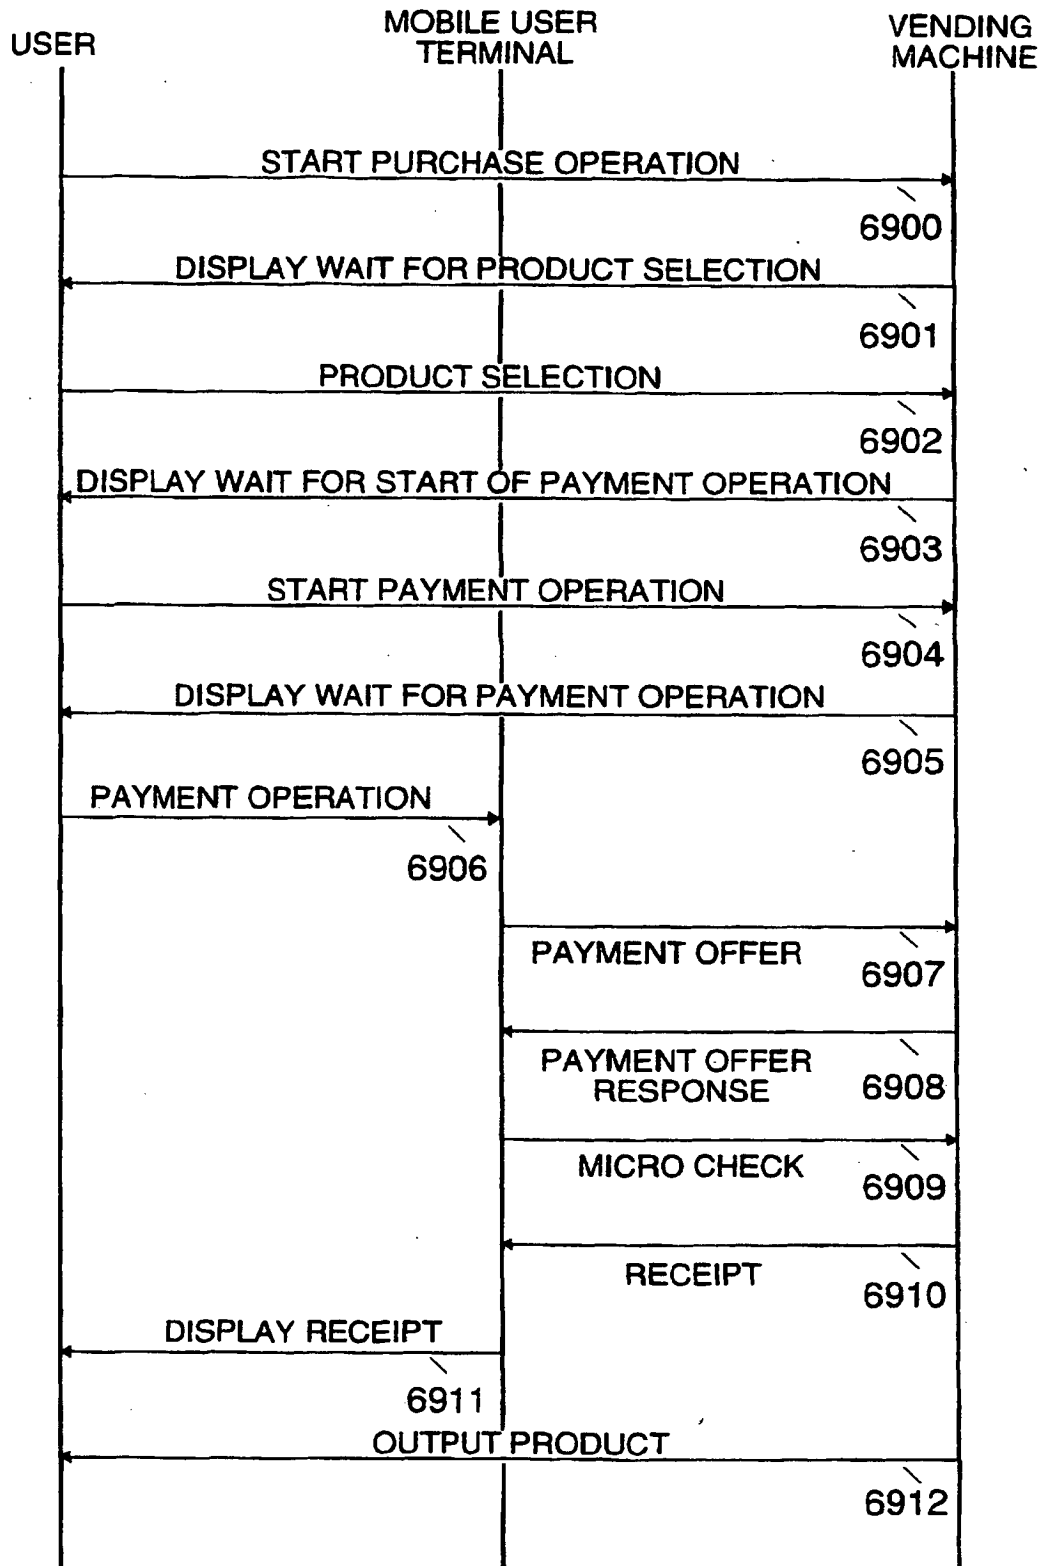 USER
MOBILE USER
TERMINAL
VENDING
MACHINE
START PURCHASE OPERATION
6900
DISPLAY WAIT FOR PRODUCT SELECTION
6901
PRODUCT SELECTION
6902
DISPLAY WAIT FOR START OF PAYMENT OPERATION
6903
START PAYMENT OPERATION
6904
DISPLAY WAIT FOR PAYMENT OPERATION
6905
PAYMENT OPERATION
6906
PAYMENT OFFER
6907
PAYMENT OFFER
RESPONSE
6908
MICRO CHECK
6909
RECEIPT
6910
DISPLAY RECEIPT
6911
OUTPUT PRODUCT
6912